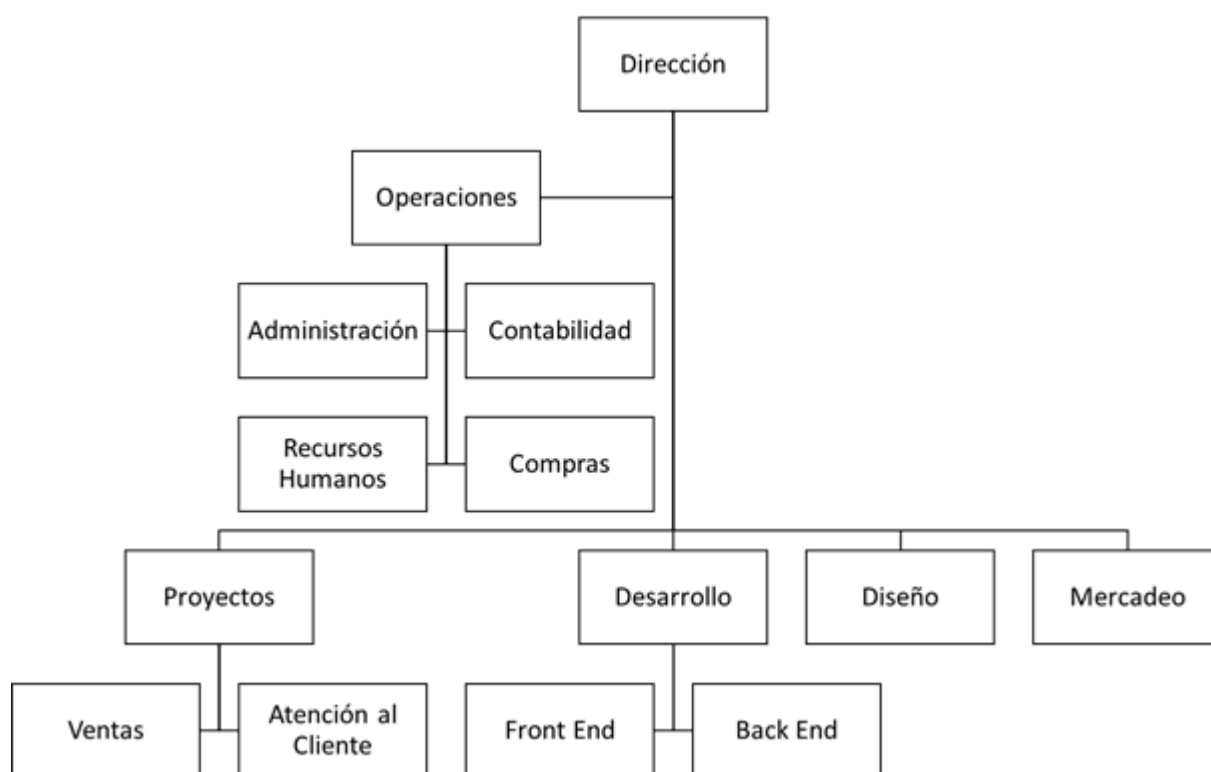 Dirección
Operaciones
Administración
Contabilidad
Recursos
Humanos
Compras
Proyectos
Desarrollo
Diseño
Mercadeo
Ventas
Atención al
Cliente
Front End
Back End